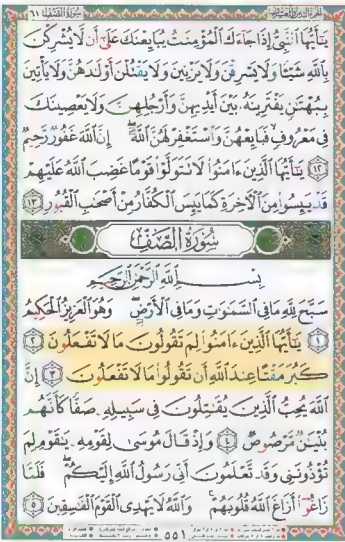 سُورَةُ الصَّفِّ ٦١
يَٰٓأَيُّهَا ٱلنَّبِىُّ إِذَا جَآءَكَ ٱلْمُؤْمِنَٰتُ يُبَايِعْنَكَ عَلَىٰٓ أَن لَّا يُشْرِكْنَ
بِٱللَّهِ شَيْـًٔا وَلَا يَسْرِقْنَ وَلَا يَزْنِينَ وَلَا يَقْتُلْنَ أَوْلَٰدَهُنَّ وَلَا يَأْتِينَ
بِبُهْتَٰنٍ يَفْتَرِينَهُۥ بَيْنَ أَيْدِيهِنَّ وَأَرْجُلِهِنَّ وَلَا يَعْصِينَكَ
فِى مَعْرُوفٍ فَبَايِعْهُنَّ وَٱسْتَغْفِرْ لَهُنَّ ٱللَّهَ إِنَّ ٱللَّهَ غَفُورٌ رَّحِيمٌ
١٢ يَٰٓأَيُّهَا ٱلَّذِينَ ءَامَنُوا۟ لَا تَتَوَلَّوْا۟ قَوْمًا غَضِبَ ٱللَّهُ عَلَيْهِمْ
قَدْ يَئِسُوا۟ مِنَ ٱلْءَاخِرَةِ كَمَا يَئِسَ ٱلْكُفَّارُ مِنْ أَصْحَٰبِ ٱلْقُبُورِ ١٣
سُورَةُ الصَّفِّ
بِسْمِ ٱللَّهِ ٱلرَّحْمَٰنِ ٱلرَّحِيمِ
سَبَّحَ لِلَّهِ مَا فِى ٱلسَّمَٰوَٰتِ وَمَا فِى ٱلْأَرْضِ وَهُوَ ٱلْعَزِيزُ ٱلْحَكِيمُ
١ يَٰٓأَيُّهَا ٱلَّذِينَ ءَامَنُوا۟ لِمَ تَقُولُونَ مَا لَا تَفْعَلُونَ ٢
كَبُرَ مَقْتًا عِندَ ٱللَّهِ أَن تَقُولُوا۟ مَا لَا تَفْعَلُونَ ٣ إِنَّ
ٱللَّهَ يُحِبُّ ٱلَّذِينَ يُقَٰتِلُونَ فِى سَبِيلِهِۦ صَفًّا كَأَنَّهُم
بُنْيَٰنٌ مَّرْصُوصٌ ٤ وَإِذْ قَالَ مُوسَىٰ لِقَوْمِهِۦ يَٰقَوْمِ لِمَ
تُؤْذُونَنِى وَقَد تَّعْلَمُونَ أَنِّى رَسُولُ ٱللَّهِ إِلَيْكُمْ فَلَمَّا
زَاغُوٓا۟ أَزَاغَ ٱللَّهُ قُلُوبَهُمْ وَٱللَّهُ لَا يَهْدِى ٱلْقَوْمَ ٱلْفَٰسِقِينَ ٥
٥٥١